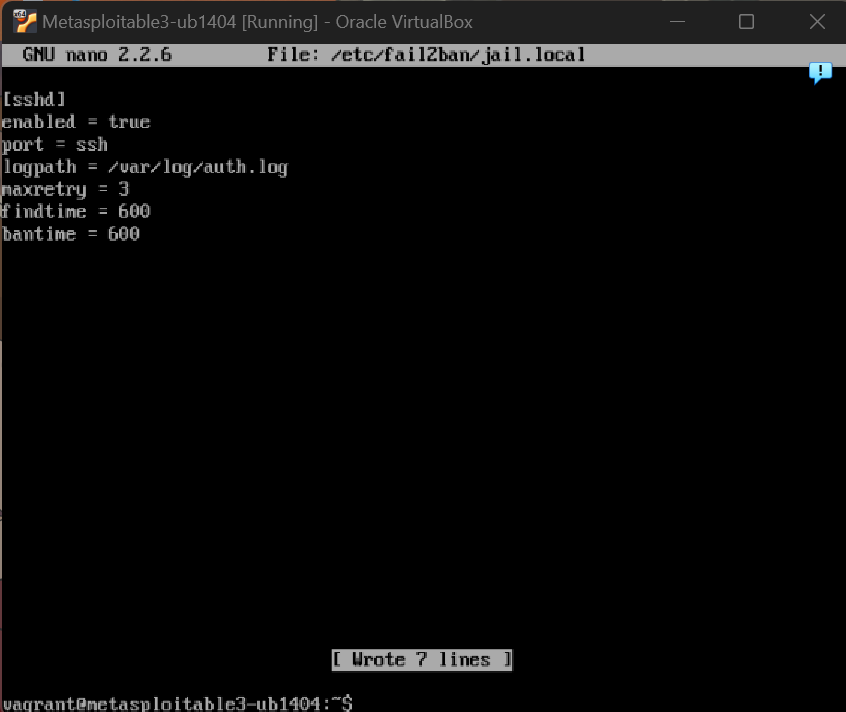 Metasploitable3-ub1404 [Running] - Oracle VirtualBox
GNU nano 2.2.6 File: /etc/fail2ban/jail.local
[sshd]
enabled = true
port = ssh
logpath = /var/log/auth.log
maxretry = 3
findtime = 600
bantime = 600
[ Wrote 7 lines ]
vagrant@metasploitable3-ub1404:~$